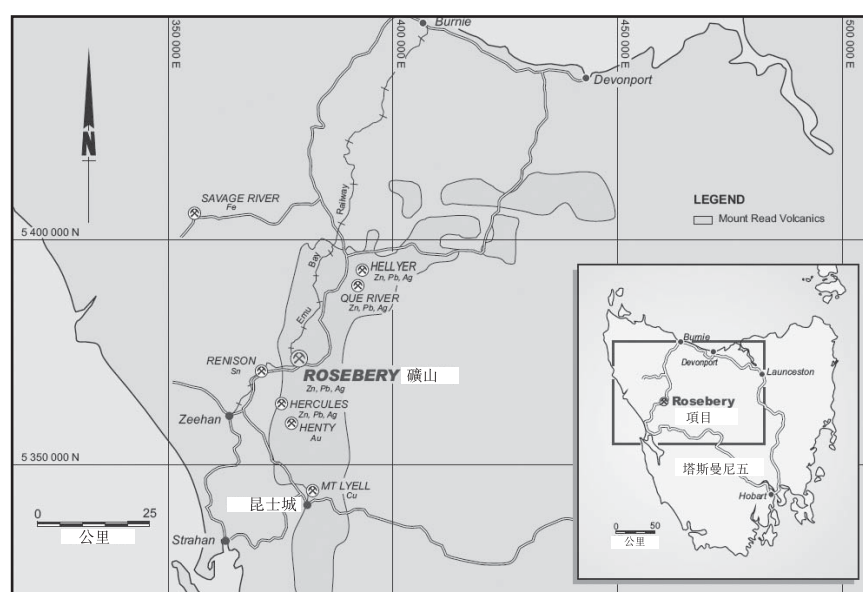 350 000 E
400 000 E
450 000 E
500 000 E
Burnie
Devonport
N
SAVAGE RIVER
Fe
Railway
LEGEND
Mount Read Volcanics
5 400 000 N
Bay
HELLYER
Zn, Pb, Ag
QUE RIVER
Zn, Pb, Ag
Emu
RENISON
Sn
ROSEBERY 礦山
Zn, Pb, Ag
HERCULES
Zn, Pb, Ag
Zeehan
HENTY
Au
5 350 000 N
MT LYELL
Cu
昆士城
0 25
公里
Strahan
Burnie
Devonport
Launceston
Rosebery
項目
塔斯曼尼五
Hobart
0 50
公里